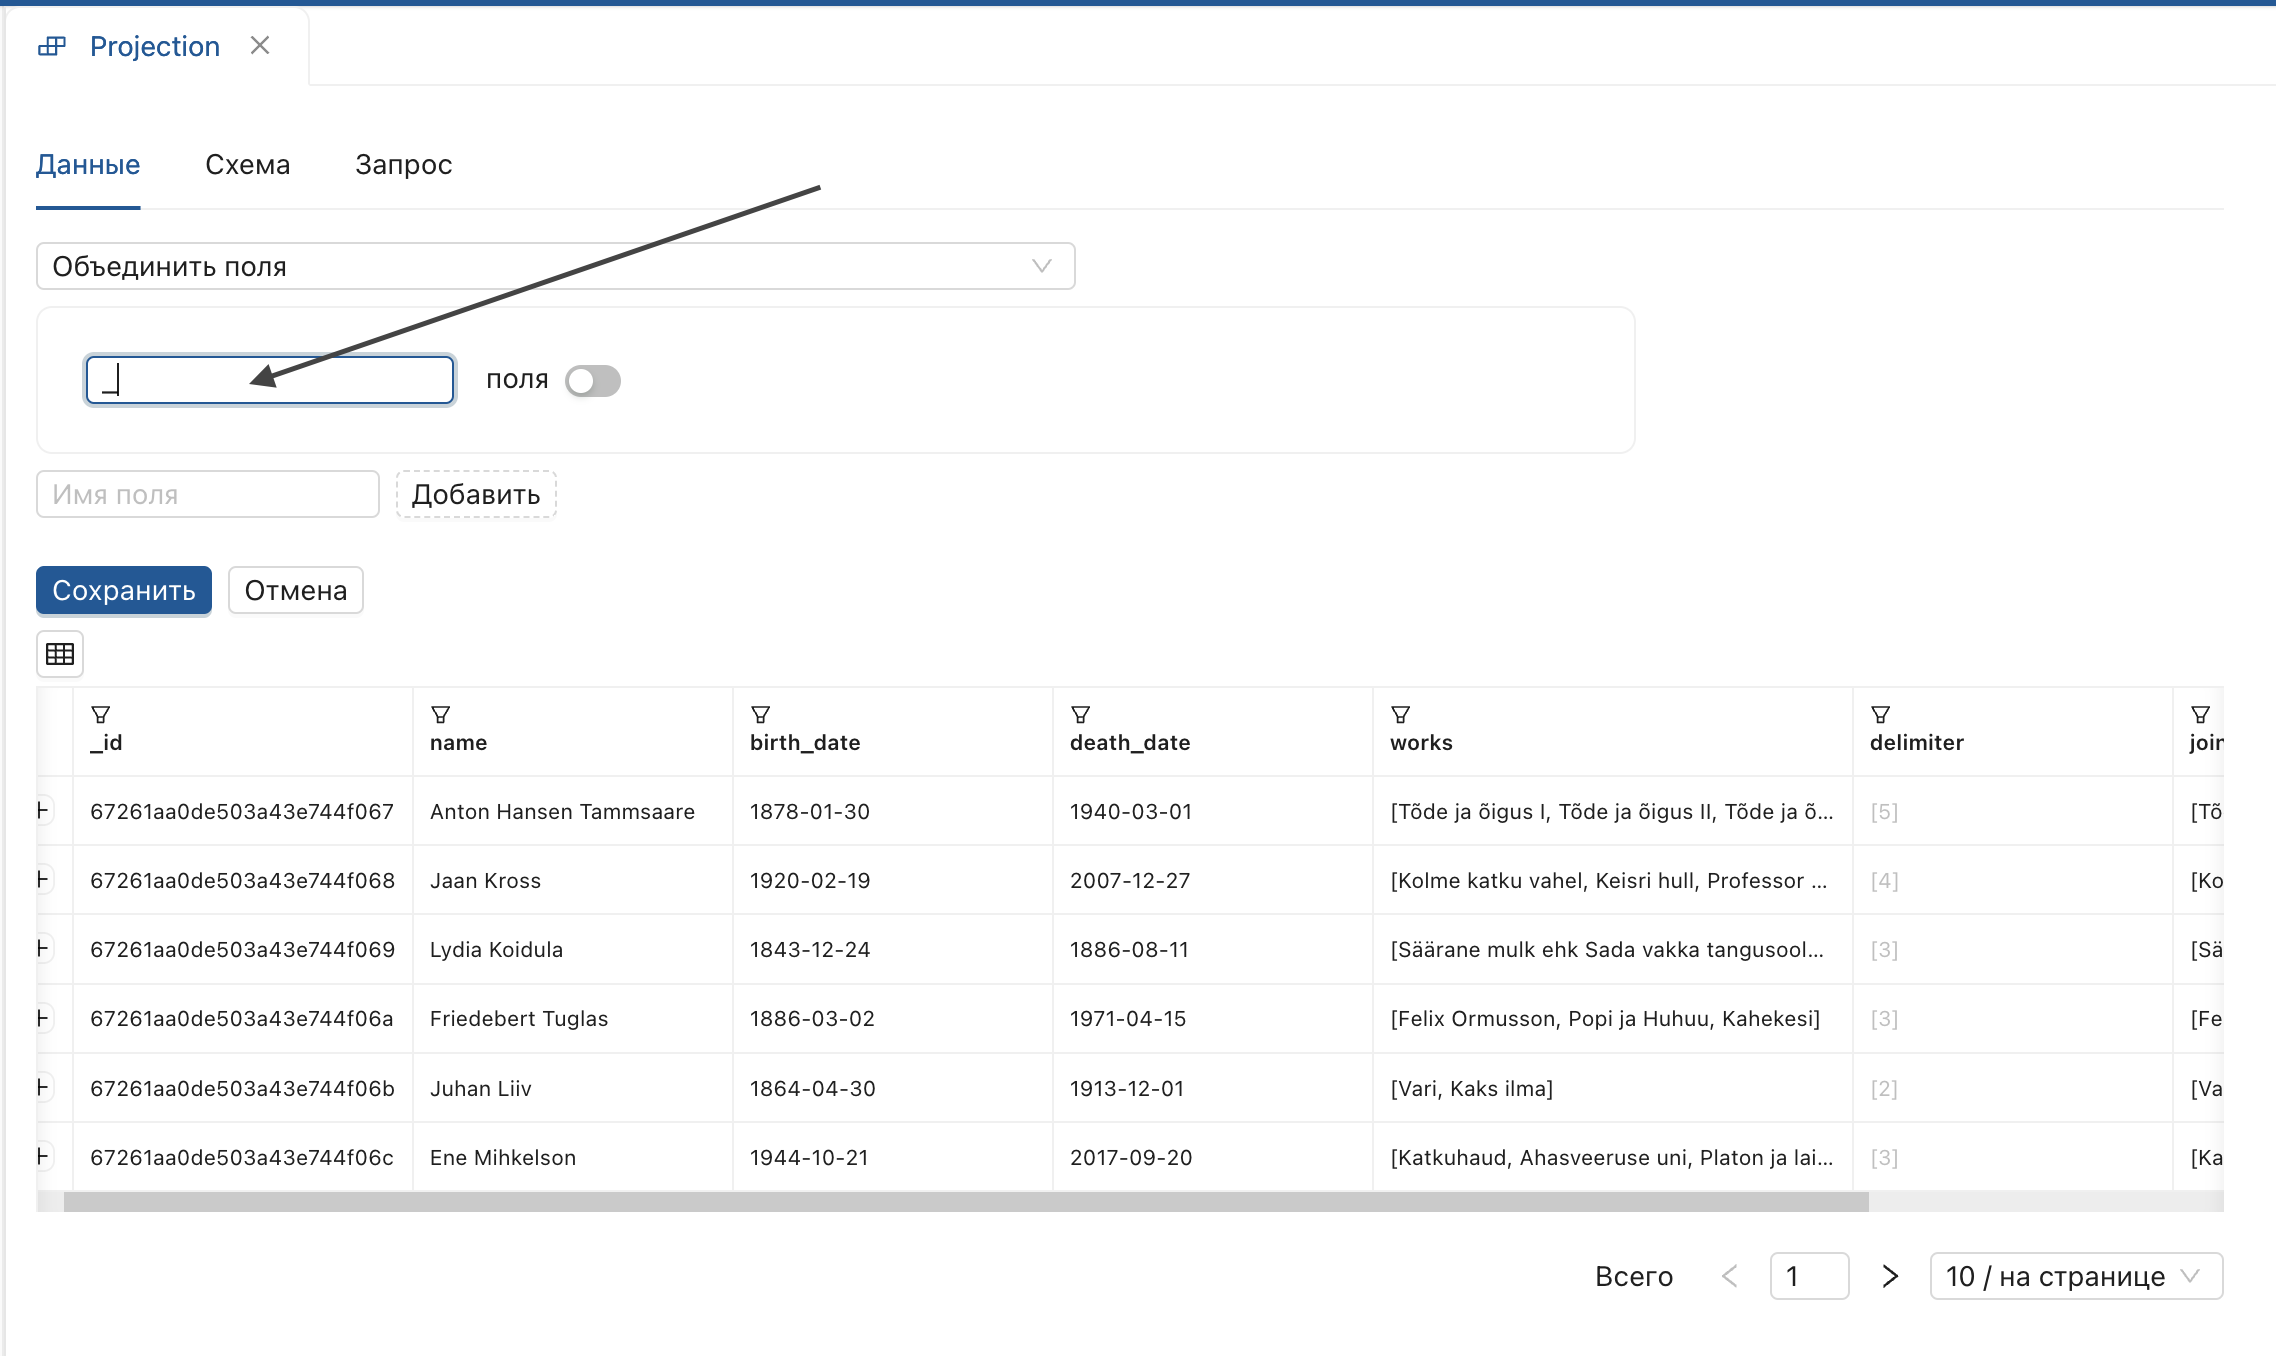 Projection
Данные Схема Запрос
Объединить поля
_ поля
Имя поля Добавить
Сохранить Отмена
_id name birth_date death_date works delimiter join
67261aa0de503a43e744f067 Anton Hansen Tammsaare 1878-01-30 1940-03-01 [Tõde ja õigus I, Tõde ja õigus II, Tõde ja õ... [5] [Tõ
67261aa0de503a43e744f068 Jaan Kross 1920-02-19 2007-12-27 [Kolme katku vahel, Keisri hull, Professor ... [4] [Ko
67261aa0de503a43e744f069 Lydia Koidula 1843-12-24 1886-08-11 [Säärane mulk ehk Sada vakka tangusool... [3] [Sä
67261aa0de503a43e744f06a Friedebert Tuglas 1886-03-02 1971-04-15 [Felix Ormusson, Popi ja Huhuu, Kahekesi] [3] [Fe
67261aa0de503a43e744f06b Juhan Liiv 1864-04-30 1913-12-01 [Vari, Kaks ilma] [2] [Va
67261aa0de503a43e744f06c Ene Mihkelson 1944-10-21 2017-09-20 [Katkuhaud, Ahasveeruse uni, Platon ja lai... [3] [Ka
Всего 1 10 / на странице